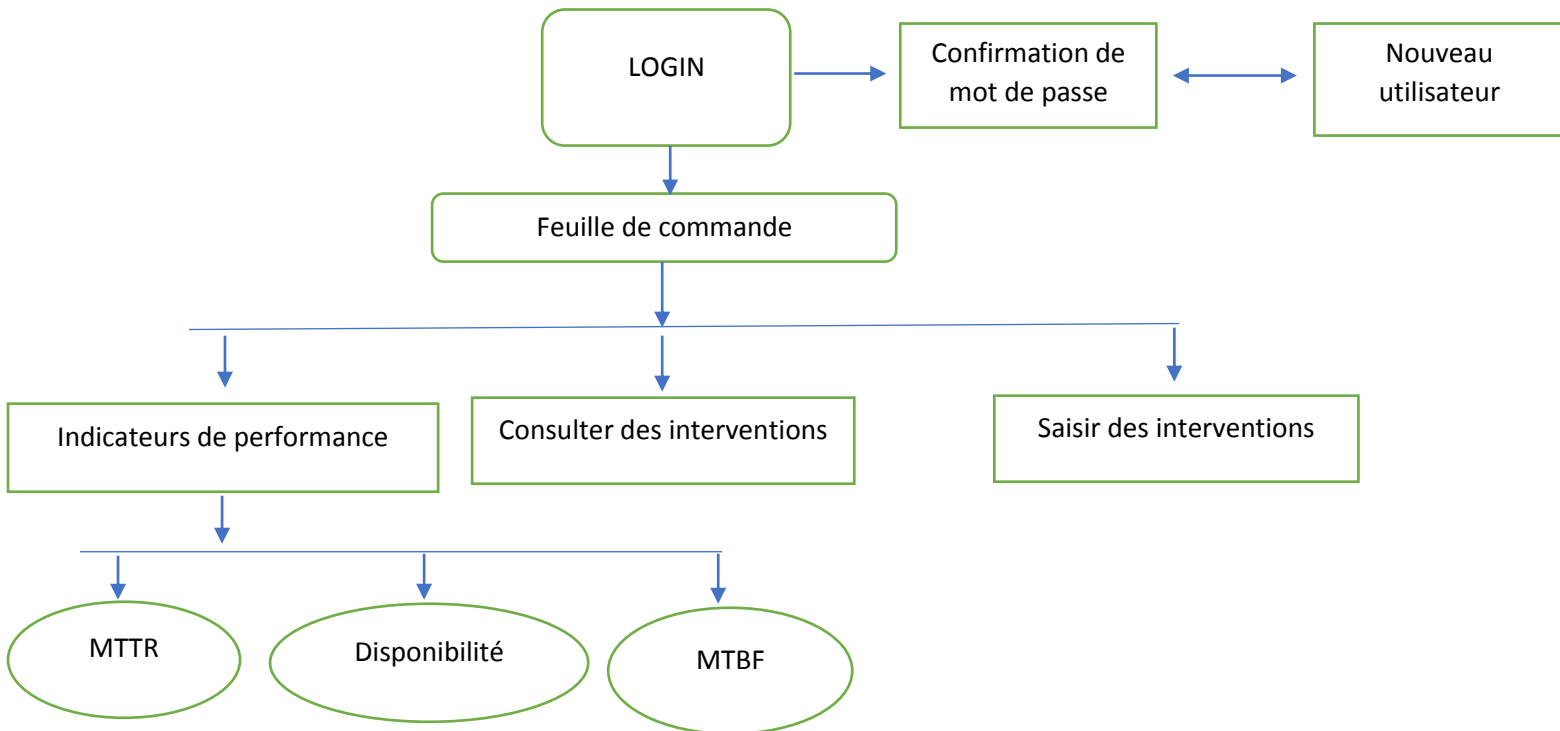 LOGIN
Confirmation de
mot de passe
Nouveau
utilisateur
Feuille de commande
Indicateurs de performance
Consulter des interventions
Saisir des interventions
MTTR
Disponibilité
MTBF